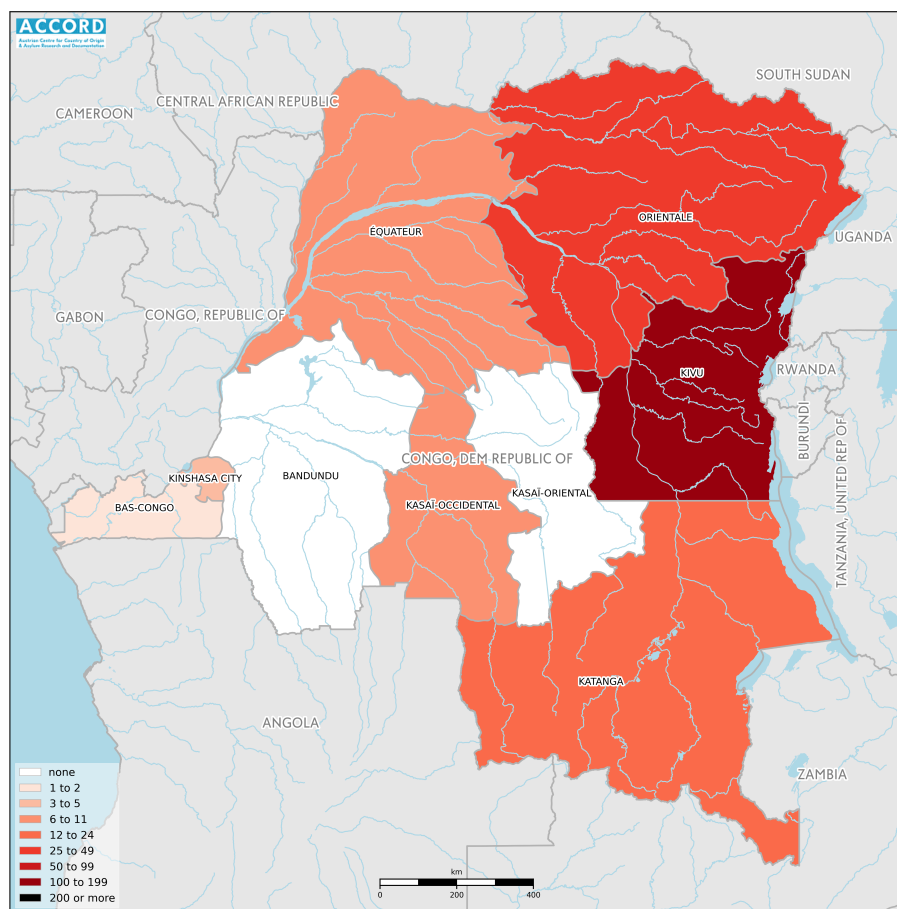 ACCORD
Austrian Centre for Country of Origin
& Asylum Research and Documentation
SOUTH SUDAN
CENTRAL AFRICAN REPUBLIC
CAMEROON
ORIENTALE
ÉQUATEUR
UGANDA
GABON
CONGO, REPUBLIC OF
RWANDA
KIVU
BURUNDI
TANZANIA, UNITED REP OF
CONGO, DEM REPUBLIC OF
KINSHASA CITY
BANDUNDU
KASAÏ-ORIENTAL
KASAÏ-OCCIDENTAL
BAS-CONGO
KATANGA
ANGOLA
ZAMBIA
none
1 to 2
3 to 5
6 to 11
12 to 24
25 to 49
50 to 99
100 to 199
200 or more
km
0 200 400